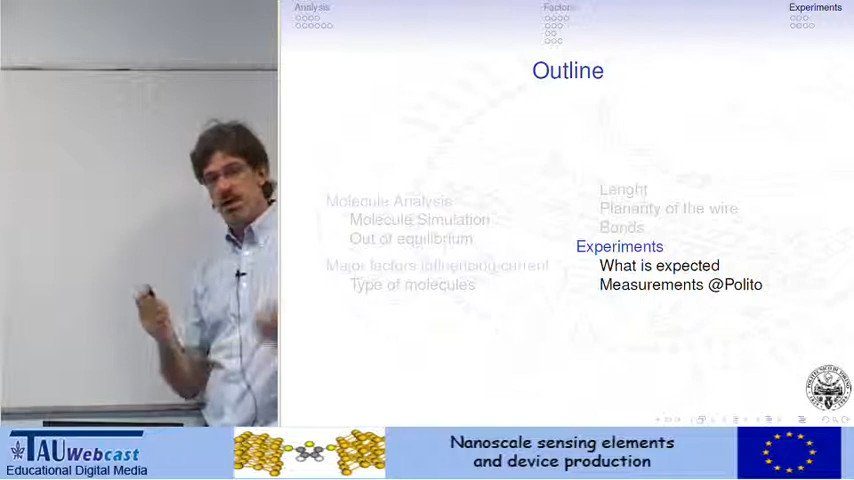 Analysis
Factors
Experiments
Outline
Molecule Analysis
Molecule Simulation
Out of equilibrium
Major factors influencing current
Type of molecules
Lenght
Planarity of the wire
Bonds
Experiments
What is expected
Measurements @Polito
TAU Webcast
Educational Digital Media
Nanoscale sensing elements
and device production